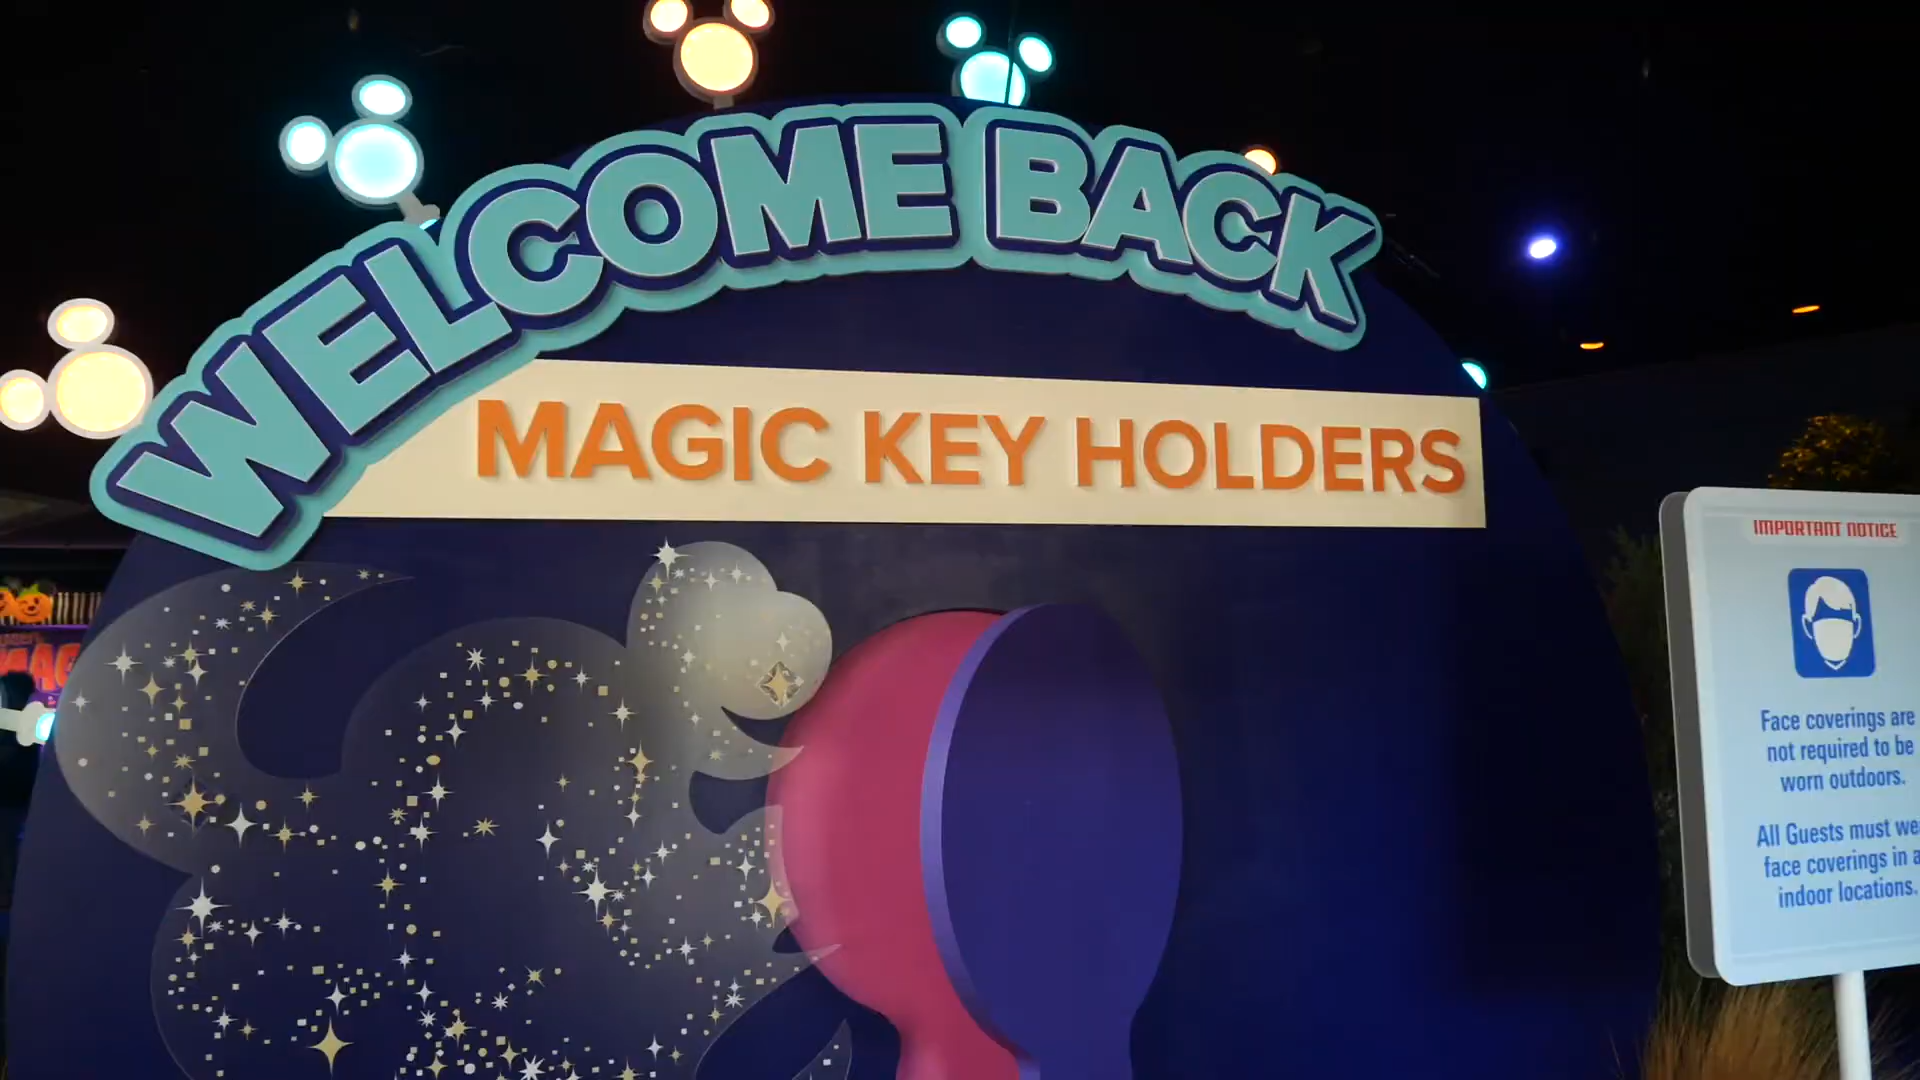 WELCOME BACK
MAGIC KEY HOLDERS
IMPORTANT NOTICE
Face coverings are
not required to be
worn outdoors.
All Guests must
face coverings in
indoor locations.